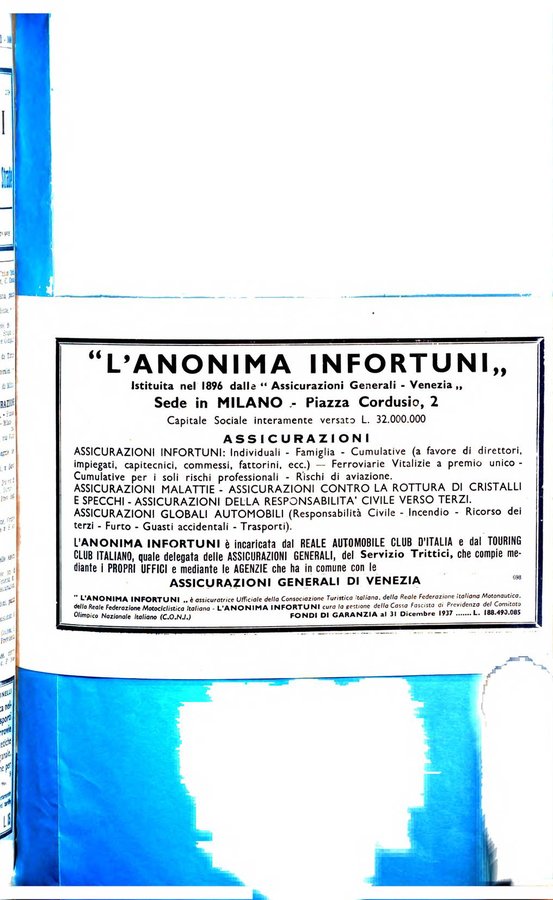 "L'ANONIMA INFORTUNI„
Istituita nel 1896 dalle "Assicurazioni Generali - Venezia„
Sede in MILANO - Piazza Cordusio, 2
Capitale Sociale interamente versato L. 32.000.000
ASSICURAZIONI
ASSICURAZIONI INFORTUNI: Individuali - Famiglia - Cumulative (a favore di direttori,
impiegati, capitecnici, commessi, fattorini, ecc.) — Ferroviarie Vitalizie a premio unico -
Cumulative per i soli rischi professionali - Rischi di aviazione.
ASSICURAZIONI MALATTIE - ASSICURAZIONI CONTRO LA ROTTURA DI CRISTALLI
E SPECCHI - ASSICURAZIONI DELLA RESPONSABILITA' CIVILE VERSO TERZI.
ASSICURAZIONI GLOBALI AUTOMOBILI (Responsabilità Civile - Incendio - Ricorso dei
terzi - Furto - Guasti accidentali - Trasporti).
L'ANONIMA INFORTUNI è incaricata dal REALE AUTOMOBILE CLUB D'ITALIA e dal TOURING
CLUB ITALIANO, quale delegata delle ASSICURAZIONI GENERALI, del Servizio Trittici, che compie me-
diante i PROPRI UFFICI e mediante le AGENZIE che ha in comune con le
ASSICURAZIONI GENERALI DI VENEZIA
698
"L'ANONIMA INFORTUNI„ è assicuratrice Ufficiale della Consociazione Turistica Italiana, della Reale Federazione Italiana Motonautica,
della Reale Federazione Motociclistica Italiana - L'ANONIMA INFORTUNI cura la gestione della Cassa Fascista di Previdenza del Comitato
Olimpico Nazionale Italiano (C.O.N.I.) FONDI DI GARANZIA al 31 Dicembre 1937 ....... L. 188.490.085